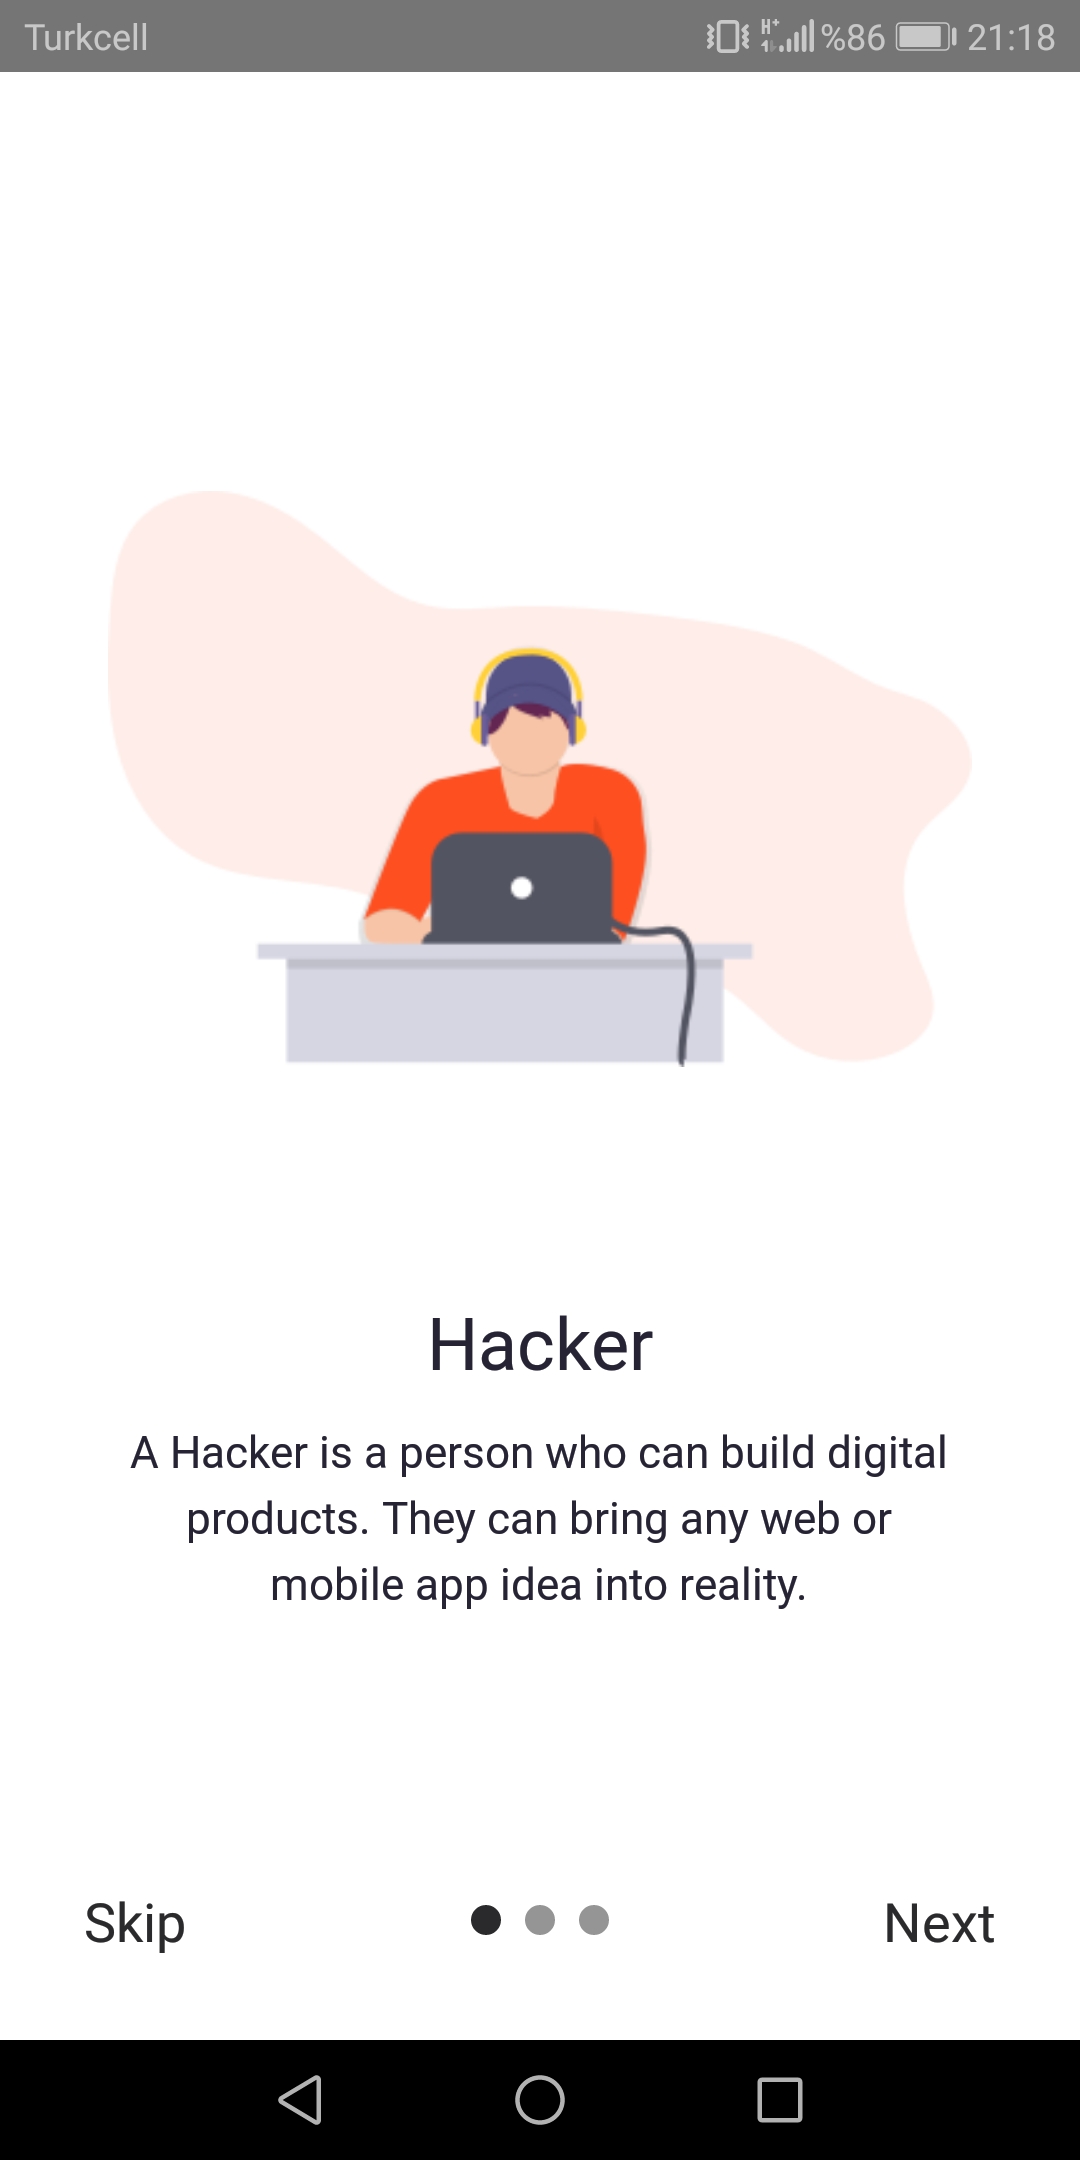 Turkcell H+ %86 21:18
Hacker
A Hacker is a person who can build digital
products. They can bring any web or
mobile app idea into reality.
Skip Next